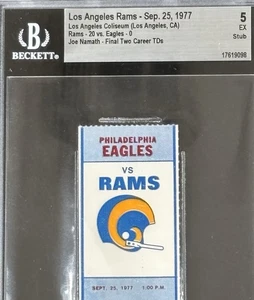 Los Angeles Rams - Sep. 25, 1977
Los Angeles Coliseum (Los Angeles, CA)
Rams - 20 vs. Eagles - 0
Joe Namath - Final Two Career TDs
5
EX
Stub
17619098
B
BECKETT
PHILADELPHIA
EAGLES
VS
RAMS
SEPT. 25, 1977 1:00 P.M.